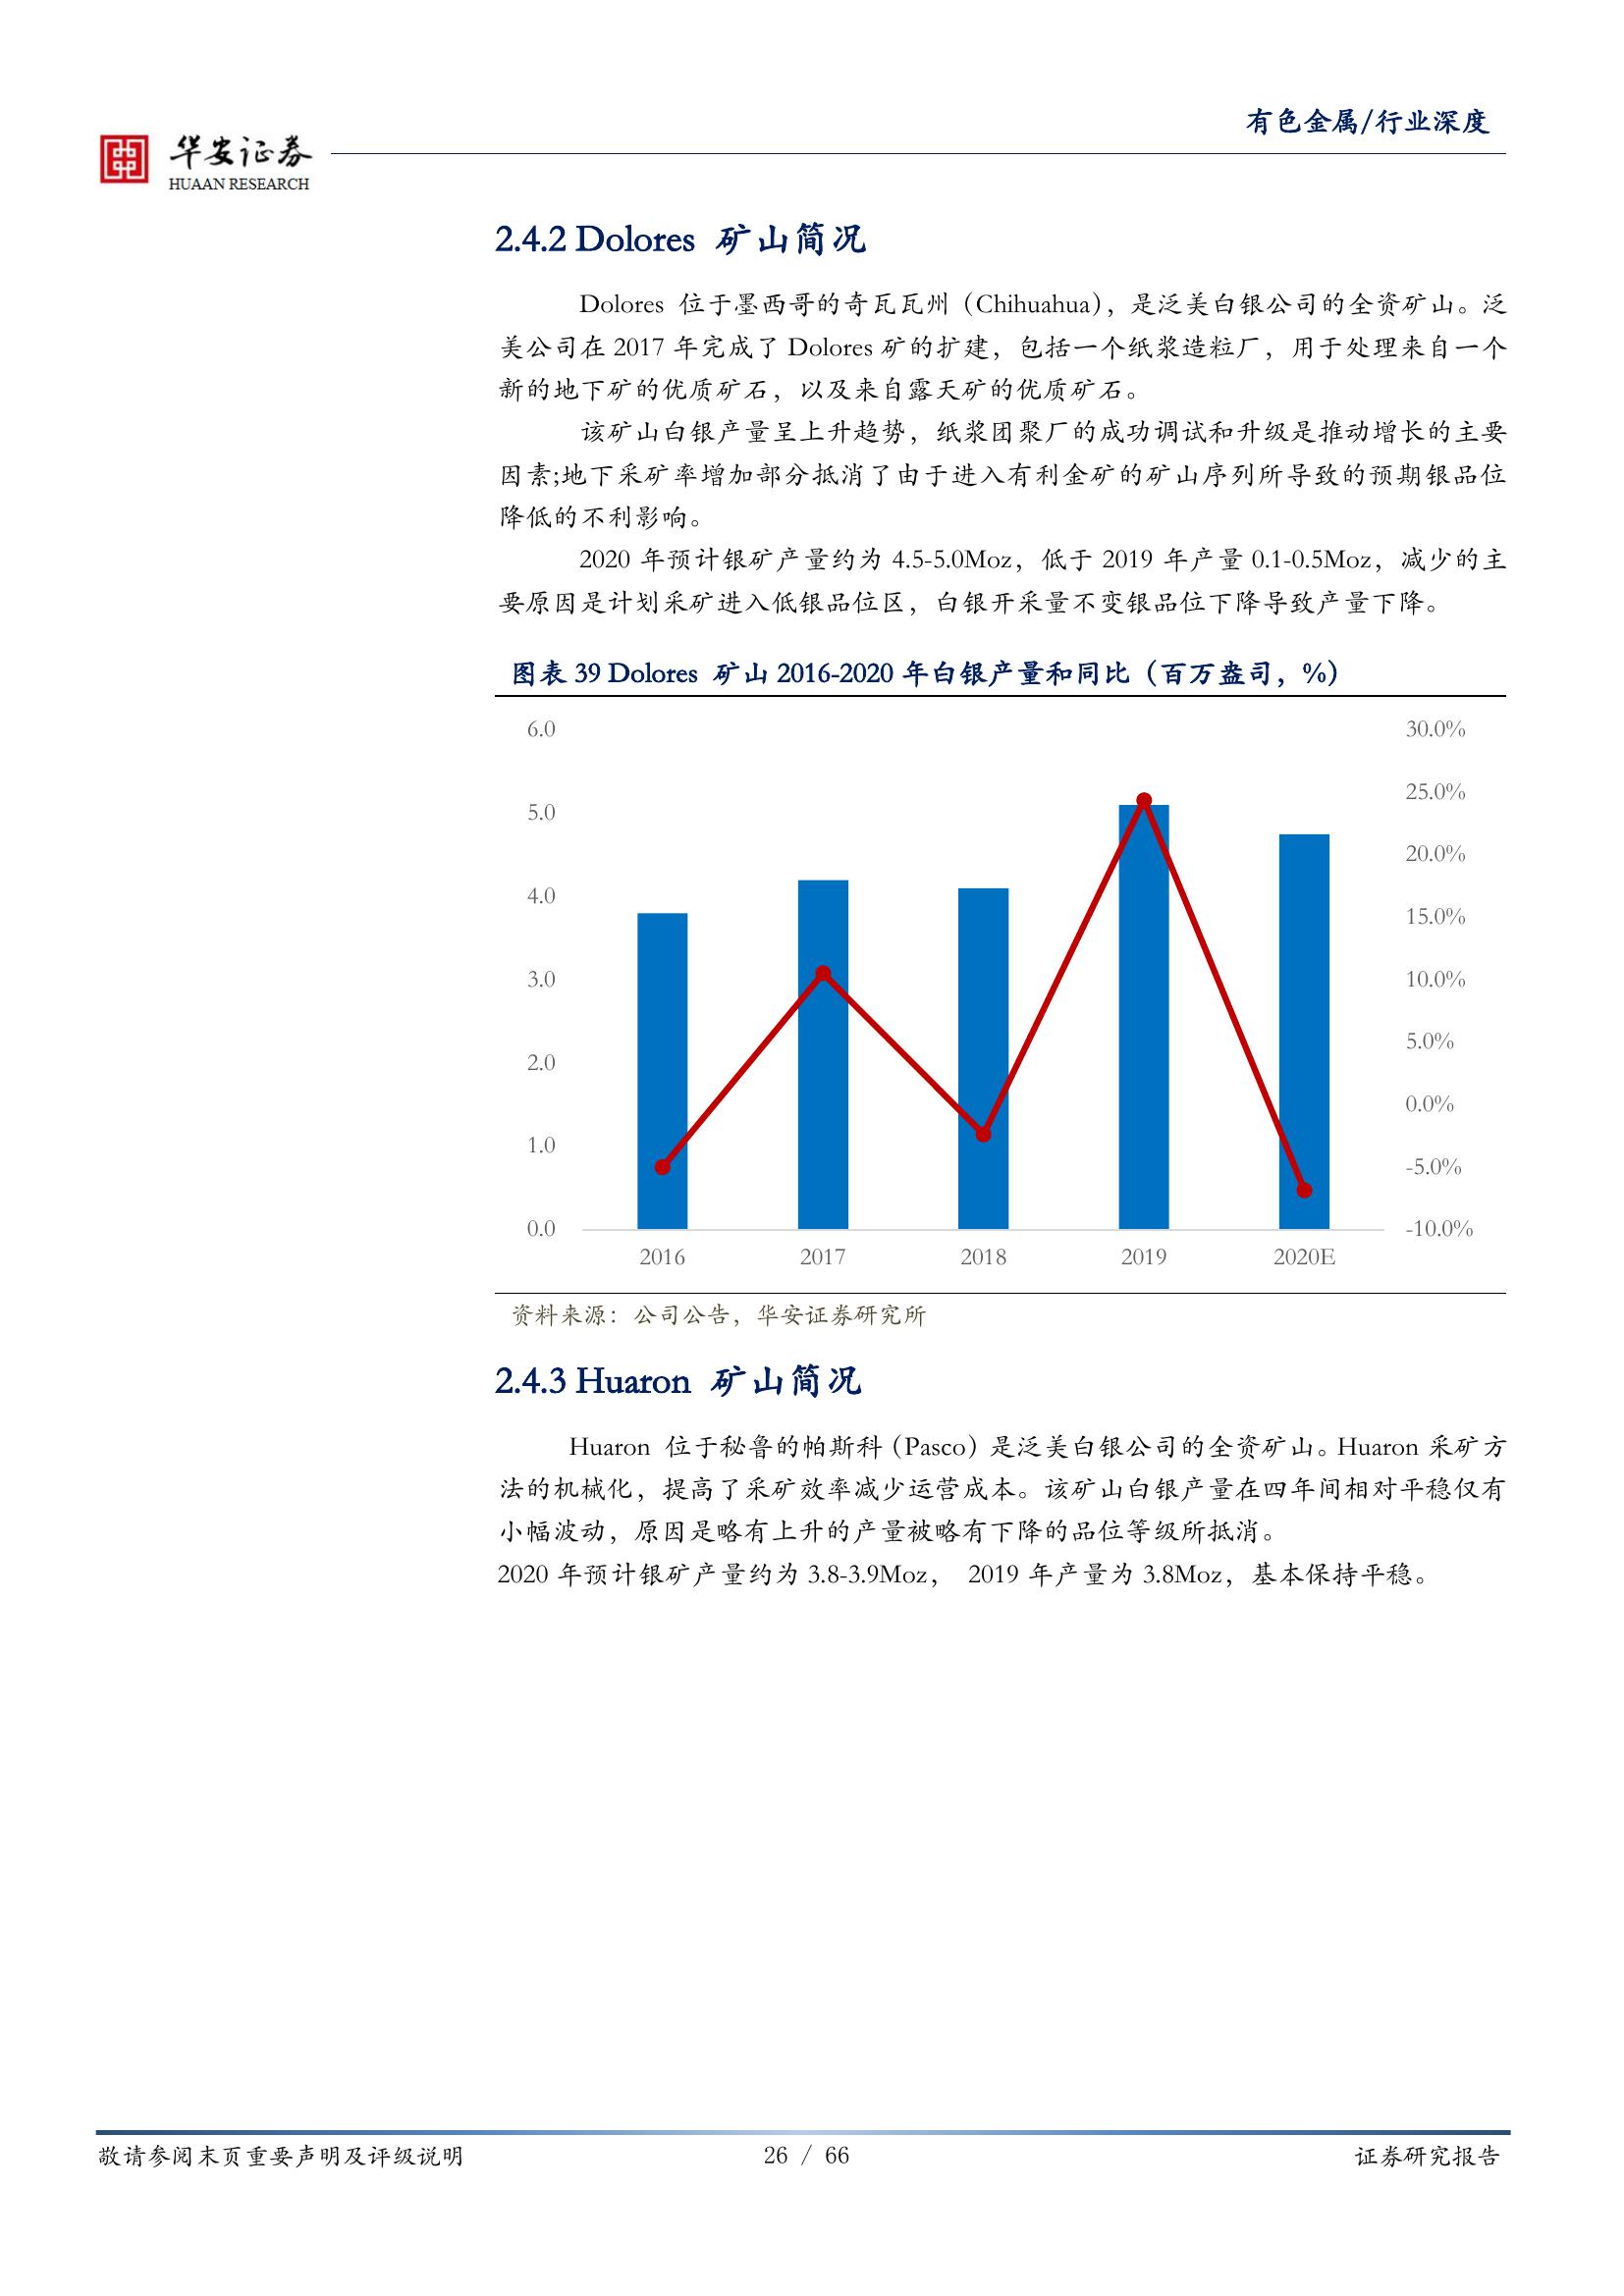 有色金属/行业深度
华安证券
HUAAN RESEARCH
2.4.2 Dolores 矿山简况
Dolores 位于墨西哥的奇瓦瓦州（Chihuahua），是泛美白银公司的全资矿山。泛
美公司在 2017 年完成了 Dolores 矿的扩建，包括一个纸浆造粒厂，用于处理来自一个
新的地下矿的优质矿石，以及来自露天矿的优质矿石。
该矿山白银产量呈上升趋势，纸浆团聚厂的成功调试和升级是推动增长的主要
因素;地下采矿率增加部分抵消了由于进入有利金矿的矿山序列所导致的预期银品位
降低的不利影响。
2020 年预计银矿产量约为 4.5-5.0Moz，低于 2019 年产量 0.1-0.5Moz，减少的主
要原因是计划采矿进入低银品位区，白银开采量不变银品位下降导致产量下降。
图表 39 Dolores 矿山 2016-2020 年白银产量和同比（百万盎司，%）
6.0
5.0
4.0
3.0
2.0
1.0
0.0
30.0%
25.0%
20.0%
15.0%
10.0%
5.0%
0.0%
-5.0%
-10.0%
2016 2017 2018 2019 2020E
资料来源：公司公告，华安证券研究所
2.4.3 Huaron 矿山简况
Huaron 位于秘鲁的帕斯科（Pasco）是泛美白银公司的全资矿山。Huaron 采矿方
法的机械化，提高了采矿效率减少运营成本。该矿山白银产量在四年间相对平稳仅有
小幅波动，原因是略有上升的产量被略有下降的品位等级所抵消。
2020 年预计银矿产量约为 3.8-3.9Moz， 2019 年产量为 3.8Moz，基本保持平稳。
敬请参阅末页重要声明及评级说明
26 / 66
证券研究报告